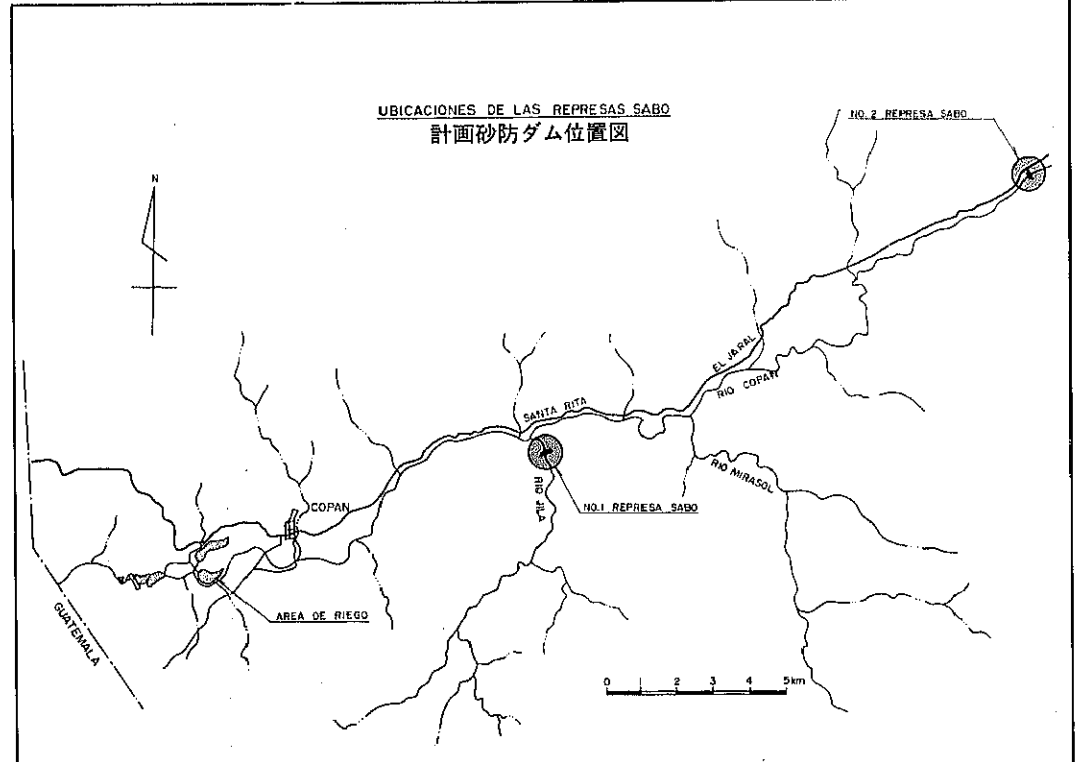 UBICACIONES DE LAS REPRESAS SABO
計画砂防ダム位置図
NO. 2 REPRESA SABO
N
EL JARAL
RIO COPAN
SANTA RITA
RIO MIRASOL
RIO JILA
NO.1 REPRESA SABO
COPAN
AREA DE RIEGO
GUATEMALA
0 1 2 3 4 5km